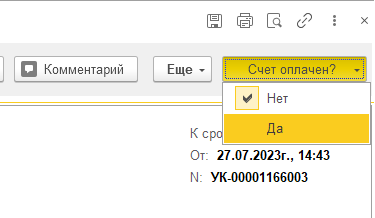 Комментарий
Еще
Счет оплачен?
Нет
Да
К сро
От: 27.07.2023г., 14:43
N: УК-00001166003